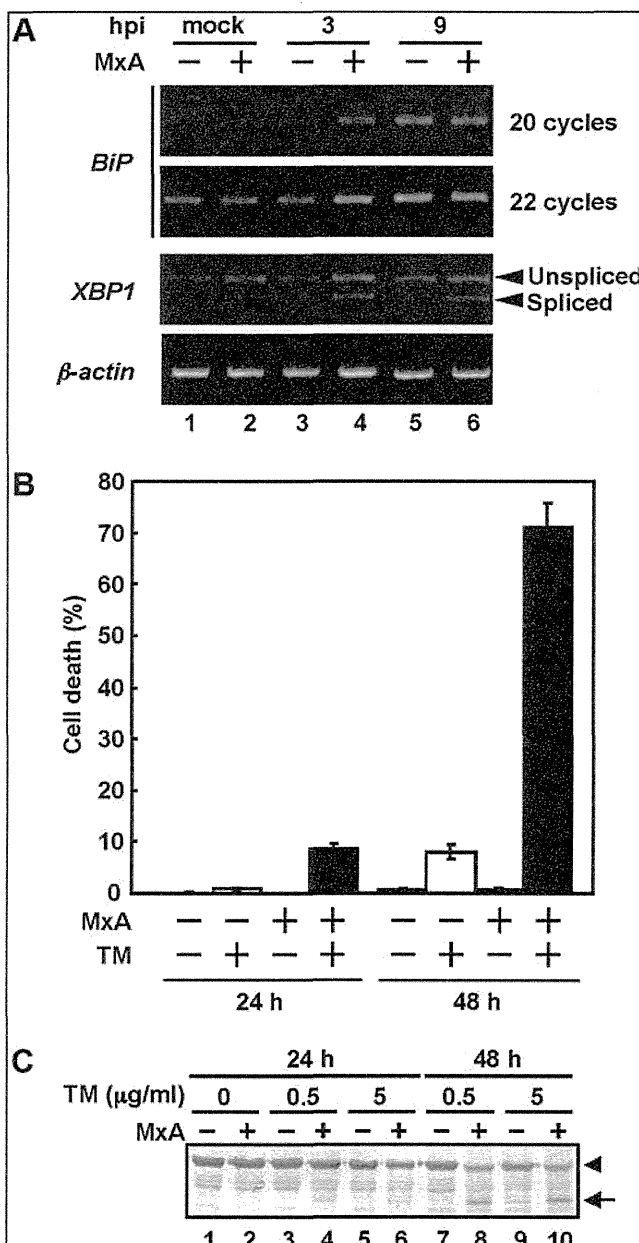 A hpi mock 3 9
MxA − + − + − +
BiP 20 cycles
22 cycles
XBP1 Unspliced
Spliced
β-actin
1 2 3 4 5 6
B
80
70
60
50
40
30
20
10
0
Cell death (%)
MxA − − + + − − + +
TM − + − + − + − +
24 h 48 h
C 24 h 48 h
TM (μg/ml) 0 0.5 5 0.5 5
MxA − + − + − + − + − +
1 2 3 4 5 6 7 8 9 10